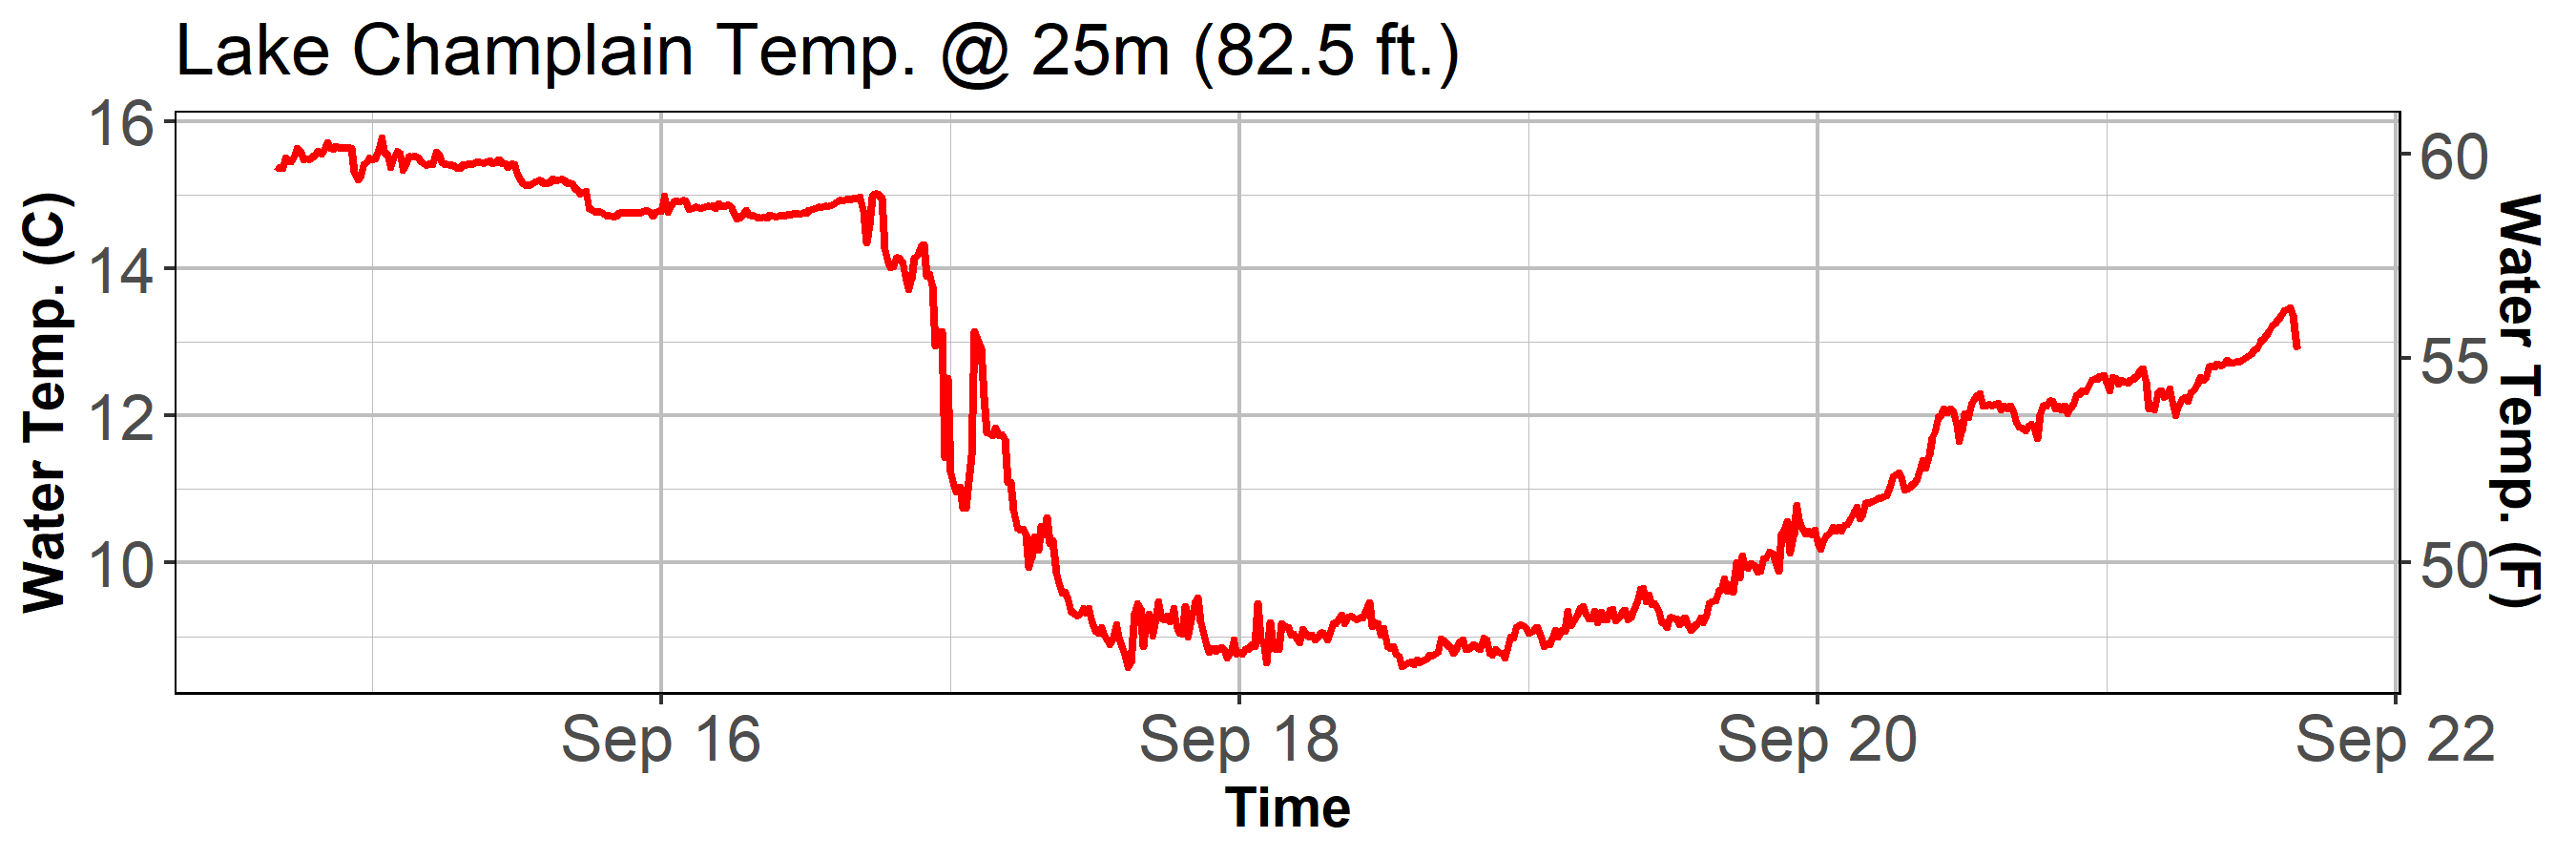 Lake Champlain Temp. @ 25m (82.5 ft.)
Water Temp. (C)
16
14
12
10
60
55
50
Water Temp. (F)
Sep 16
Sep 18
Sep 20
Sep 22
Time